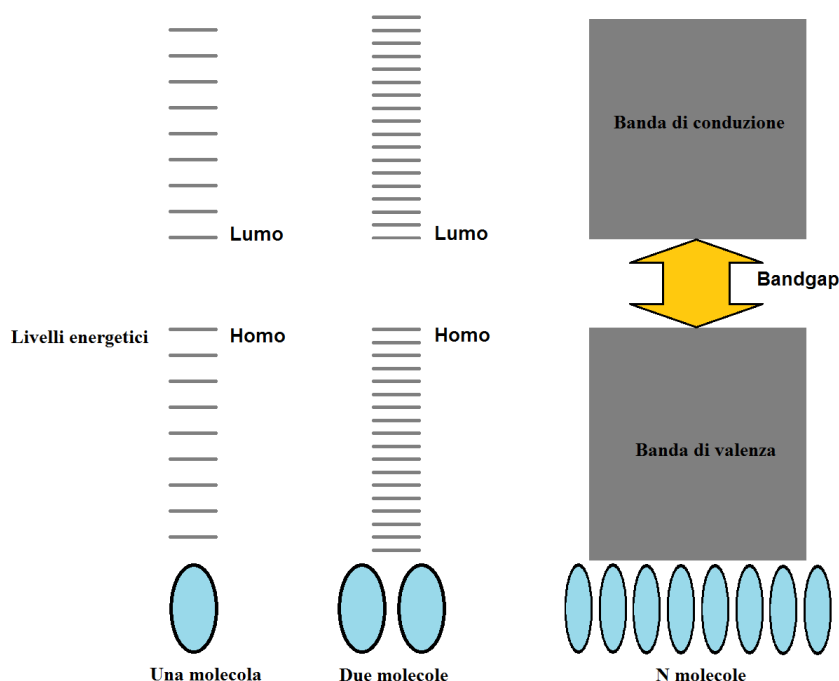 Banda di conduzione
Lumo
Lumo
Bandgap
Livelli energetici
Homo
Homo
Banda di valenza
Una molecola
Due molecole
N molecole